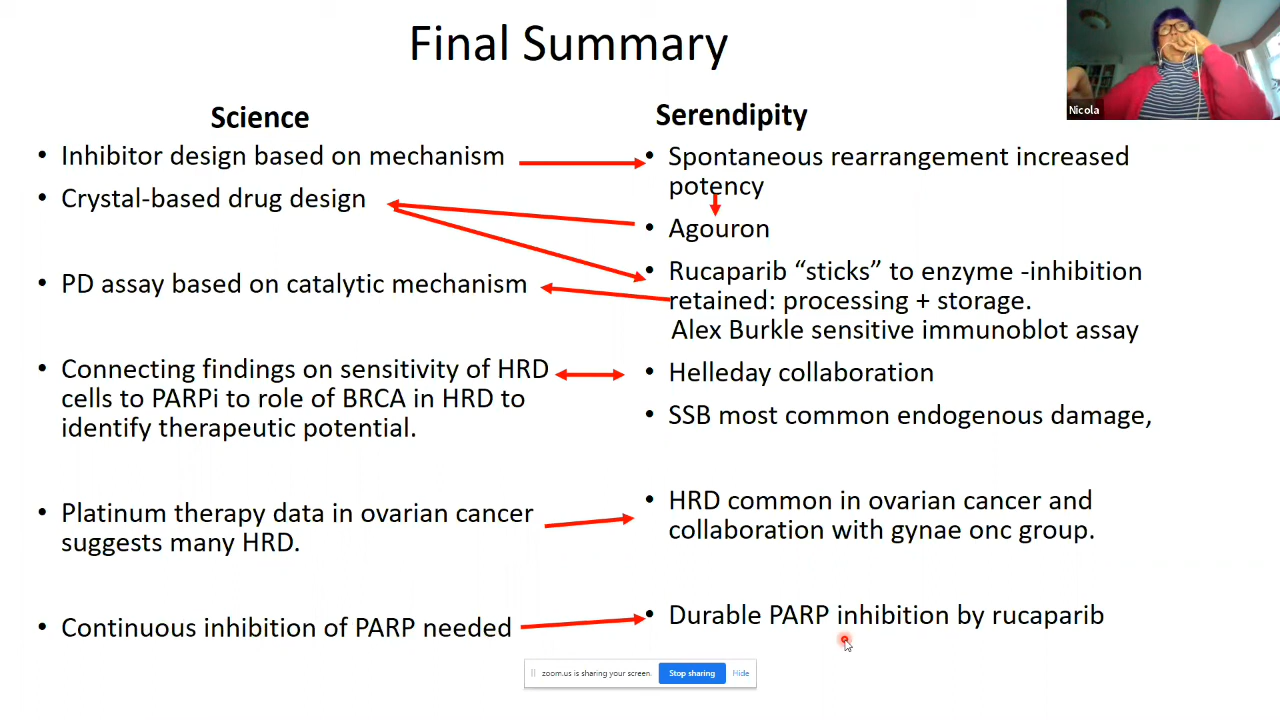 Final Summary
Nicola
Science
• Inhibitor design based on mechanism
• Crystal-based drug design
• PD assay based on catalytic mechanism
• Connecting findings on sensitivity of HRD
cells to PARPi to role of BRCA in HRD to
identify therapeutic potential.
• Platinum therapy data in ovarian cancer
suggests many HRD.
• Continuous inhibition of PARP needed
Serendipity
• Spontaneous rearrangement increased
potency
• Agouron
• Rucaparib “sticks” to enzyme -inhibition
retained: processing + storage.
Alex Burkle sensitive immunoblot assay
• Helleday collaboration
• SSB most common endogenous damage,
• HRD common in ovarian cancer and
collaboration with gynae onc group.
• Durable PARP inhibition by rucaparib
zoom.us is sharing your screen. Stop sharing Hide